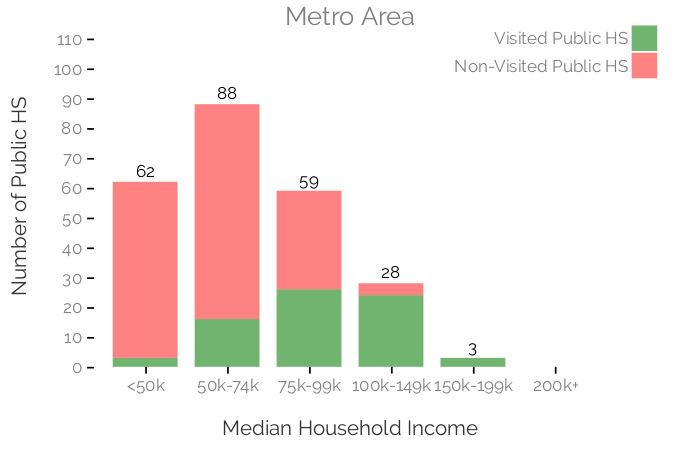 Metro Area
Visited Public HS
Non-Visited Public HS
Number of Public HS
110
100
90
80
70
60
50
40
30
20
10
0
62
88
59
28
3
<50k
50k-74k
75k-99k
100k-149k
150k-199k
200k+
Median Household Income